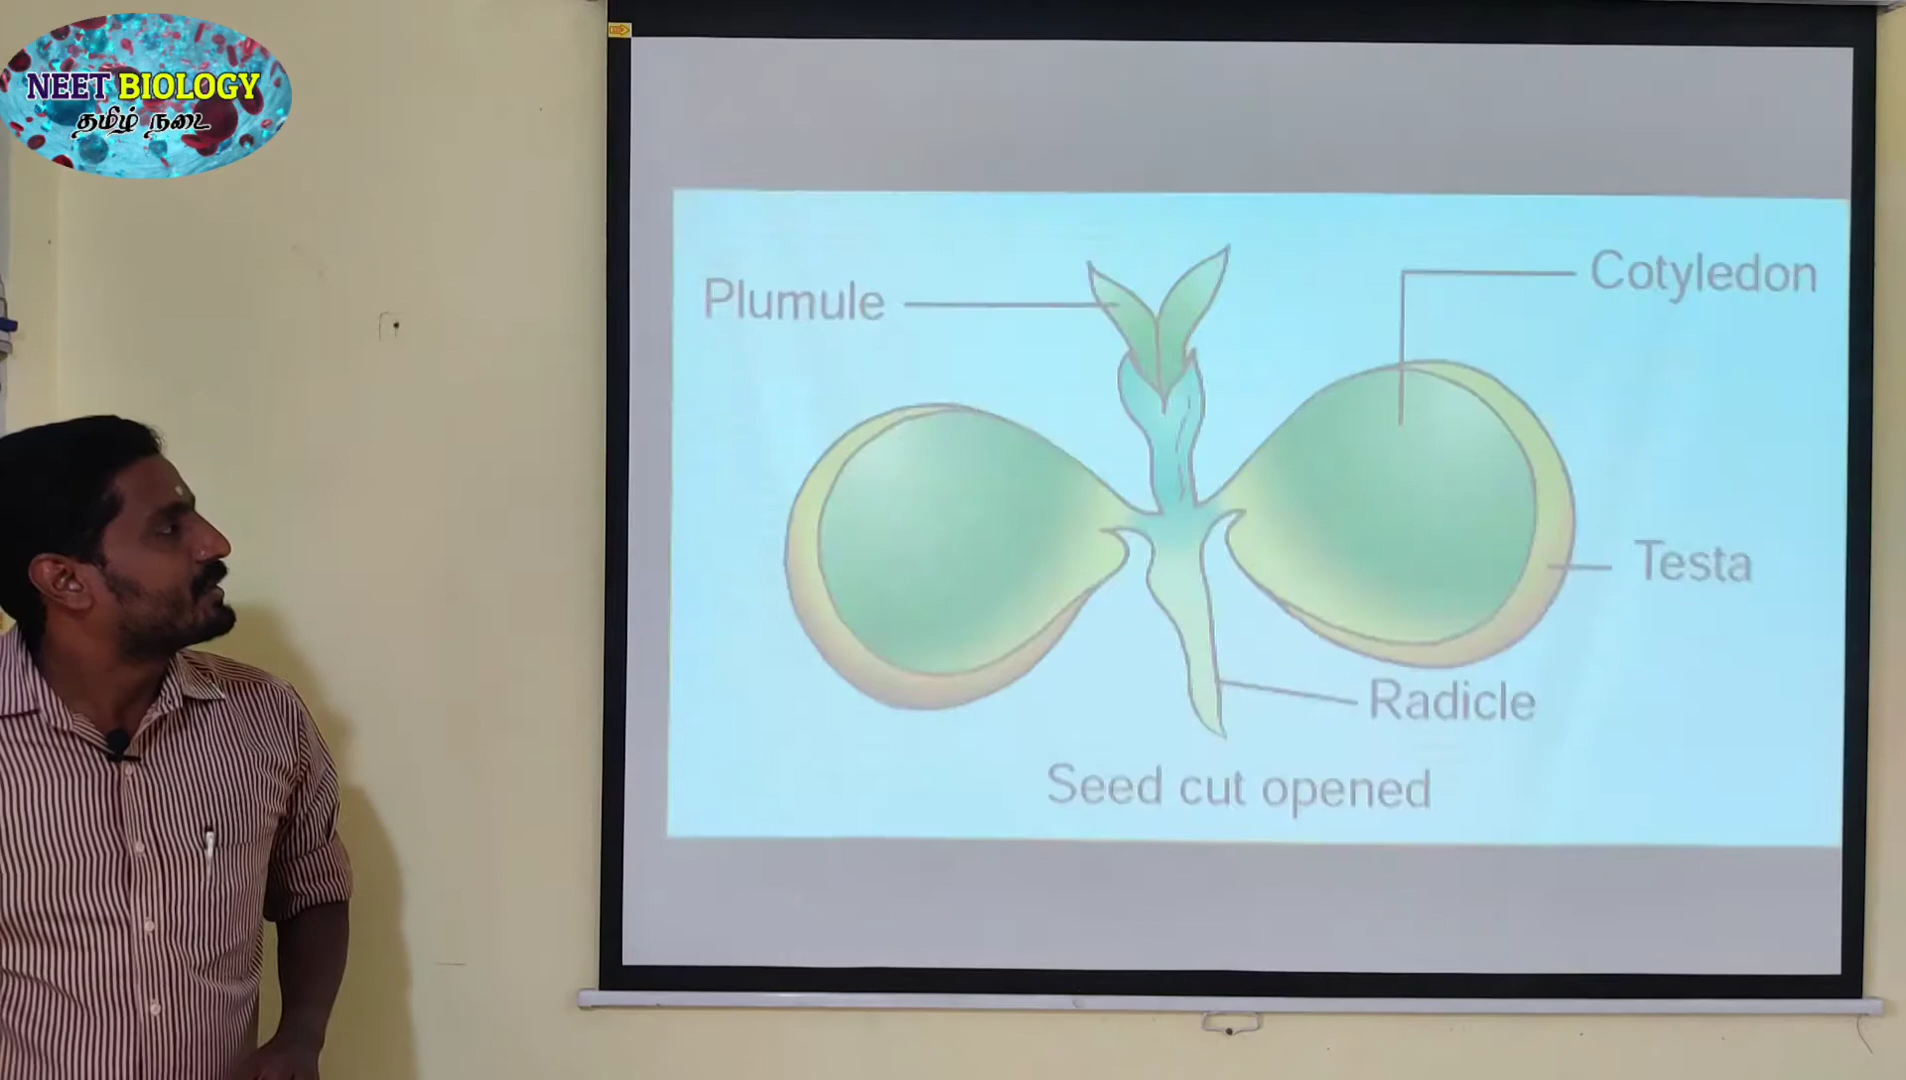 NEET BIOLOGY
தமிழ் நடை
Plumule
Cotyledon
Testa
Radicle
Seed cut opened